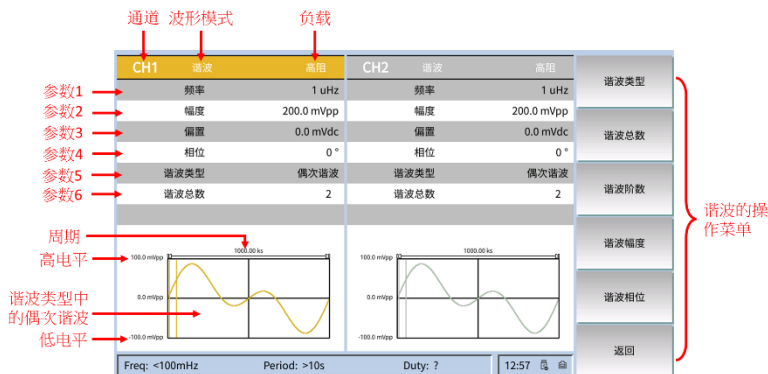 通道 波形模式 负载
CH1 谐波 高阻 CH2 谐波 高阻
谐波类型
参数1 频率 1 uHz 频率 1 uHz
参数2 幅度 200.0 mVpp 幅度 200.0 mVpp
参数3 偏置 0.0 mVdc 偏置 0.0 mVdc
谐波总数
参数4 相位 0 ° 相位 0 °
参数5 谐波类型 偶次谐波 谐波类型 偶次谐波
参数6 谐波总数 2 谐波总数 2
谐波阶数
谐波的操
作菜单
周期
1000.00 ks 1000.00 ks
高电平 100.0 mVpp 100.0 mVpp
谐波幅度
谐波类型中
的偶次谐波
0.0 mVpp 0.0 mVpp
谐波相位
低电平 -100.0 mVpp -100.0 mVpp
返回
Freq: <100mHz Period: >10s Duty: ? 12:57